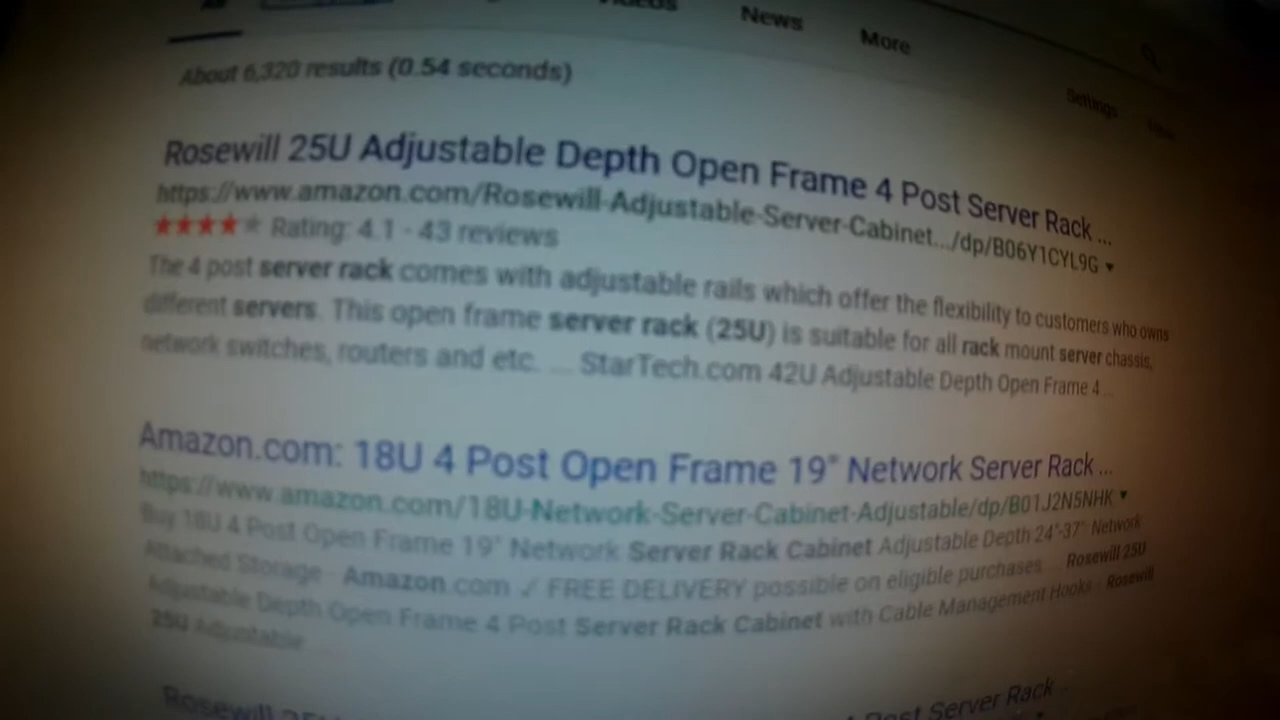 Videos News More
Settings
About 6,320 results (0.54 seconds)
Rosewill 25U Adjustable Depth Open Frame 4 Post Server Rack ...
https://www.amazon.com/Rosewill-Adjustable-Server-Cabinet.../dp/B06Y1CYL9G
Rating: 4.1 - 43 reviews
The 4 post server rack comes with adjustable rails which offer the flexibility to customers who owns
different servers. This open frame server rack (25U) is suitable for all rack mount server chassis,
network switches, routers and etc. ... StarTech.com 42U Adjustable Depth Open Frame 4 ...
Amazon.com: 18U 4 Post Open Frame 19" Network Server Rack ...
https://www.amazon.com/18U-Network-Server-Cabinet-Adjustable/dp/B01J2N5NHK
Buy 18U 4 Post Open Frame 19" Network Server Rack Cabinet Adjustable Depth 24"-37": Network
Attached Storage - Amazon.com ✓ FREE DELIVERY possible on eligible purchases ... Rosewill 25U
Adjustable Depth Open Frame 4 Post Server Rack Cabinet with Cable Management Hooks - Rosewill
25U Adjustable
Rosewill 4 Post Server Rack